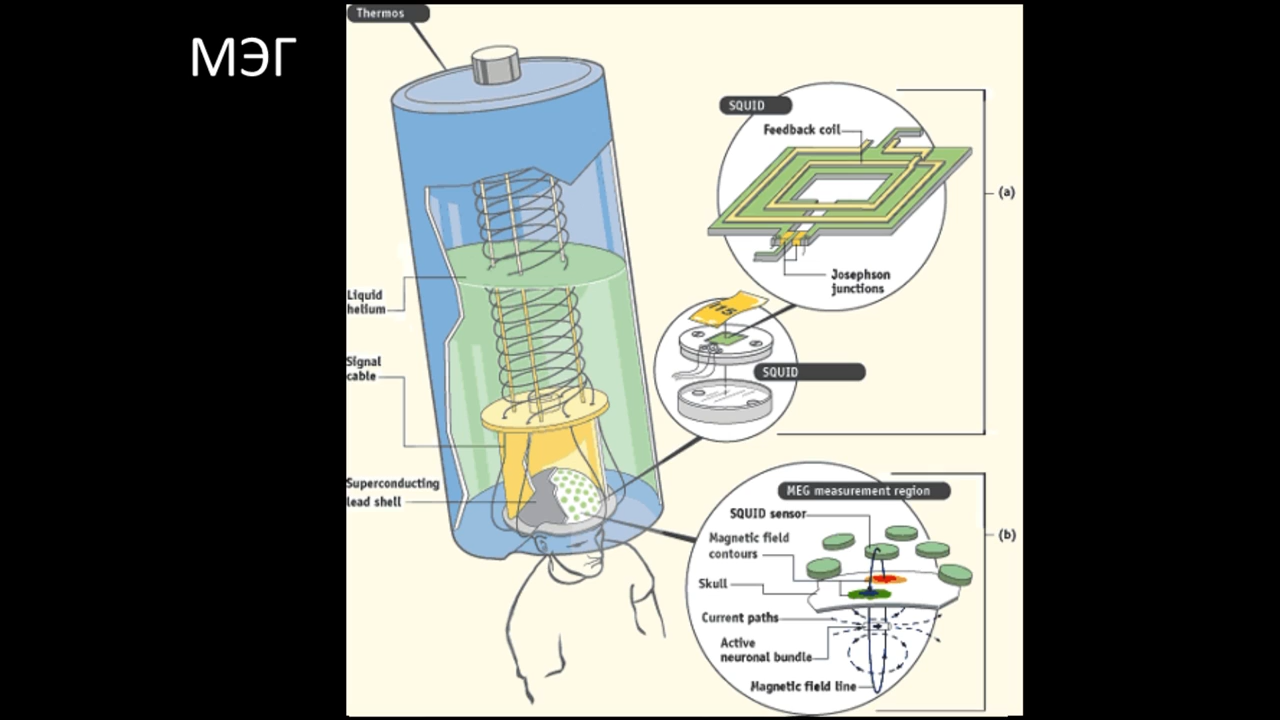 МЭГ
Thermos
SQUID
Feedback coil
(a)
Josephson
junctions
Liquid
helium
115
Signal
cable
SQUID
Superconducting
lead shell
MEG measurement region
SQUID sensor
Magnetic field
contours
(b)
Skull
Current paths
Active
neuronal bundle
Magnetic field line